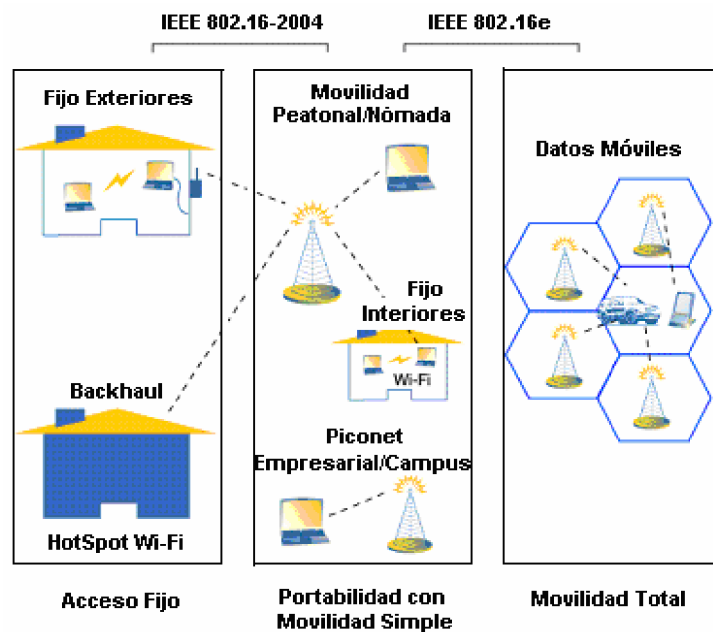 IEEE 802.16-2004
IEEE 802.16e
Fijo Exteriores
Backhaul
HotSpot Wi-Fi
Acceso Fijo
Movilidad
Peatonal/Nòmada
Fijo
Interiores
Wi-Fi
Piconet
Empresarial/Campus
Portabilidad con
Movilidad Simple
Datos Móviles
Movilidad Total